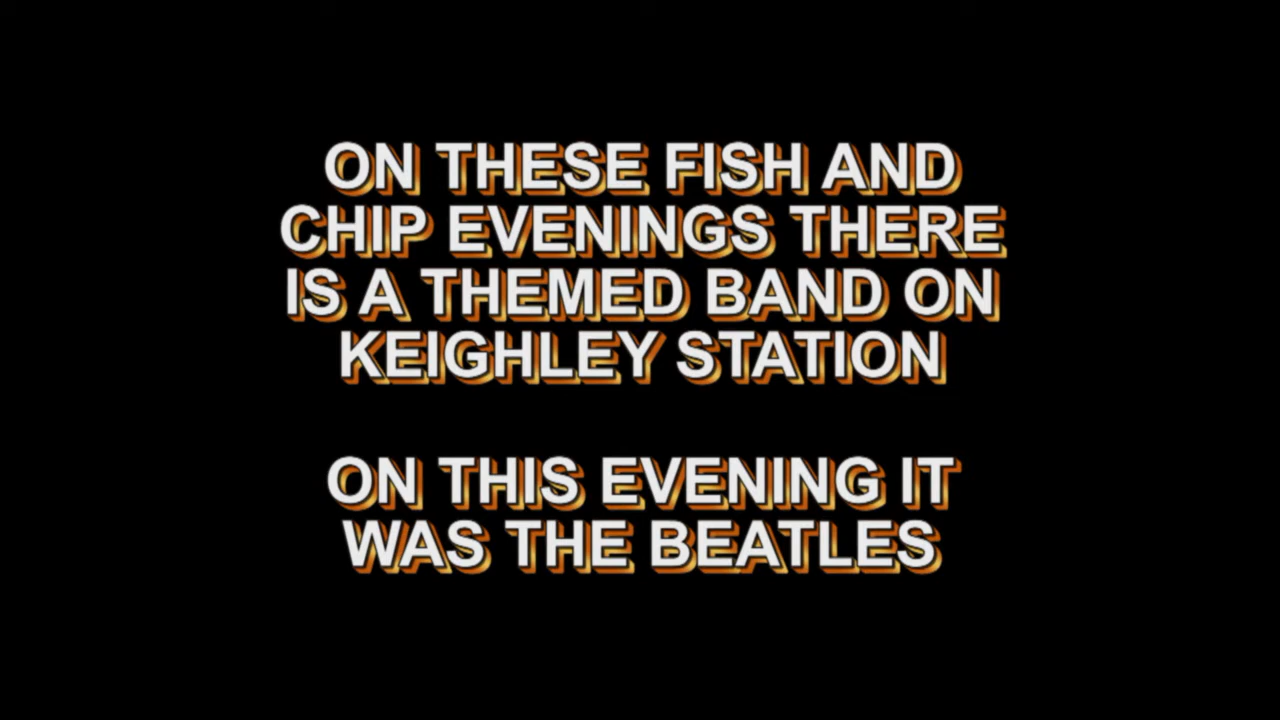 ON THESE FISH AND
CHIP EVENINGS THERE
IS A THEMED BAND ON
KEIGHLEY STATION
ON THIS EVENING IT
WAS THE BEATLES